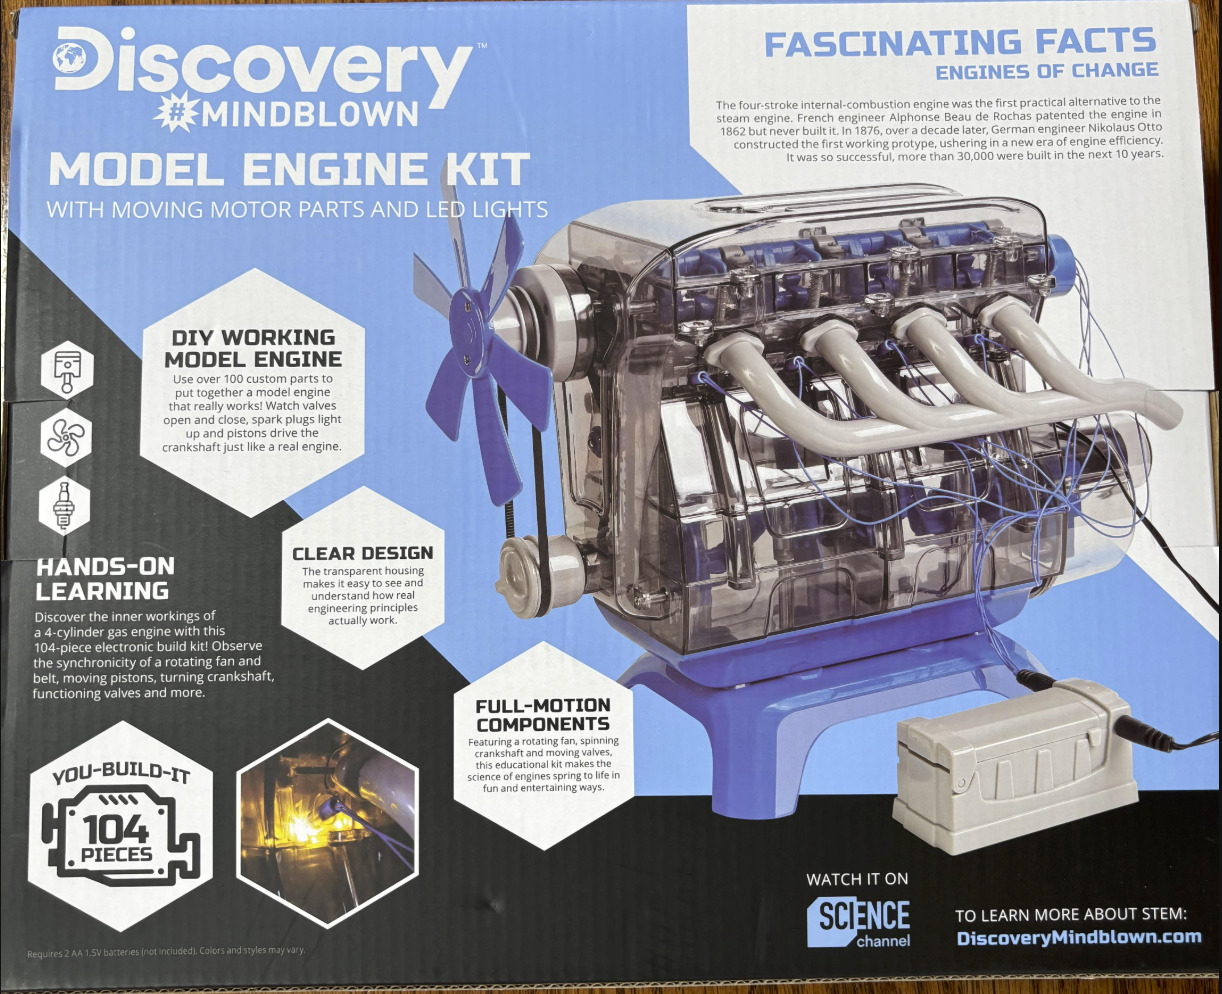 Discovery™
#MINDBLOWN
MODEL ENGINE KIT
WITH MOVING MOTOR PARTS AND LED LIGHTS
FASCINATING FACTS
ENGINES OF CHANGE
The four-stroke internal-combustion engine was the first practical alternative to the
steam engine. French engineer Alphonse Beau de Rochas patented the engine in
1862 but never built it. In 1876, over a decade later, German engineer Nikolaus Otto
constructed the first working protype, ushering in a new era of engine efficiency.
It was so successful, more than 30,000 were built in the next 10 years.
DIY WORKING
MODEL ENGINE
Use over 100 custom parts to
put together a model engine
that really works! Watch valves
open and close, spark plugs light
up and pistons drive the
crankshaft just like a real engine.
CLEAR DESIGN
The transparent housing
makes it easy to see and
understand how real
engineering principles
actually work.
HANDS-ON
LEARNING
Discover the inner workings of
a 4-cylinder gas engine with this
104-piece electronic build kit! Observe
the synchronicity of a rotating fan and
belt, moving pistons, turning crankshaft,
functioning valves and more.
FULL-MOTION
COMPONENTS
Featuring a rotating fan, spinning
crankshaft and moving valves,
this educational kit makes the
science of engines spring to life in
fun and entertaining ways.
YOU-BUILD-IT
104
PIECES
WATCH IT ON
SCIENCE
channel
TO LEARN MORE ABOUT STEM:
DiscoveryMindblown.com
Requires 2 AA 1.5V batteries (not included). Colors and styles may vary.